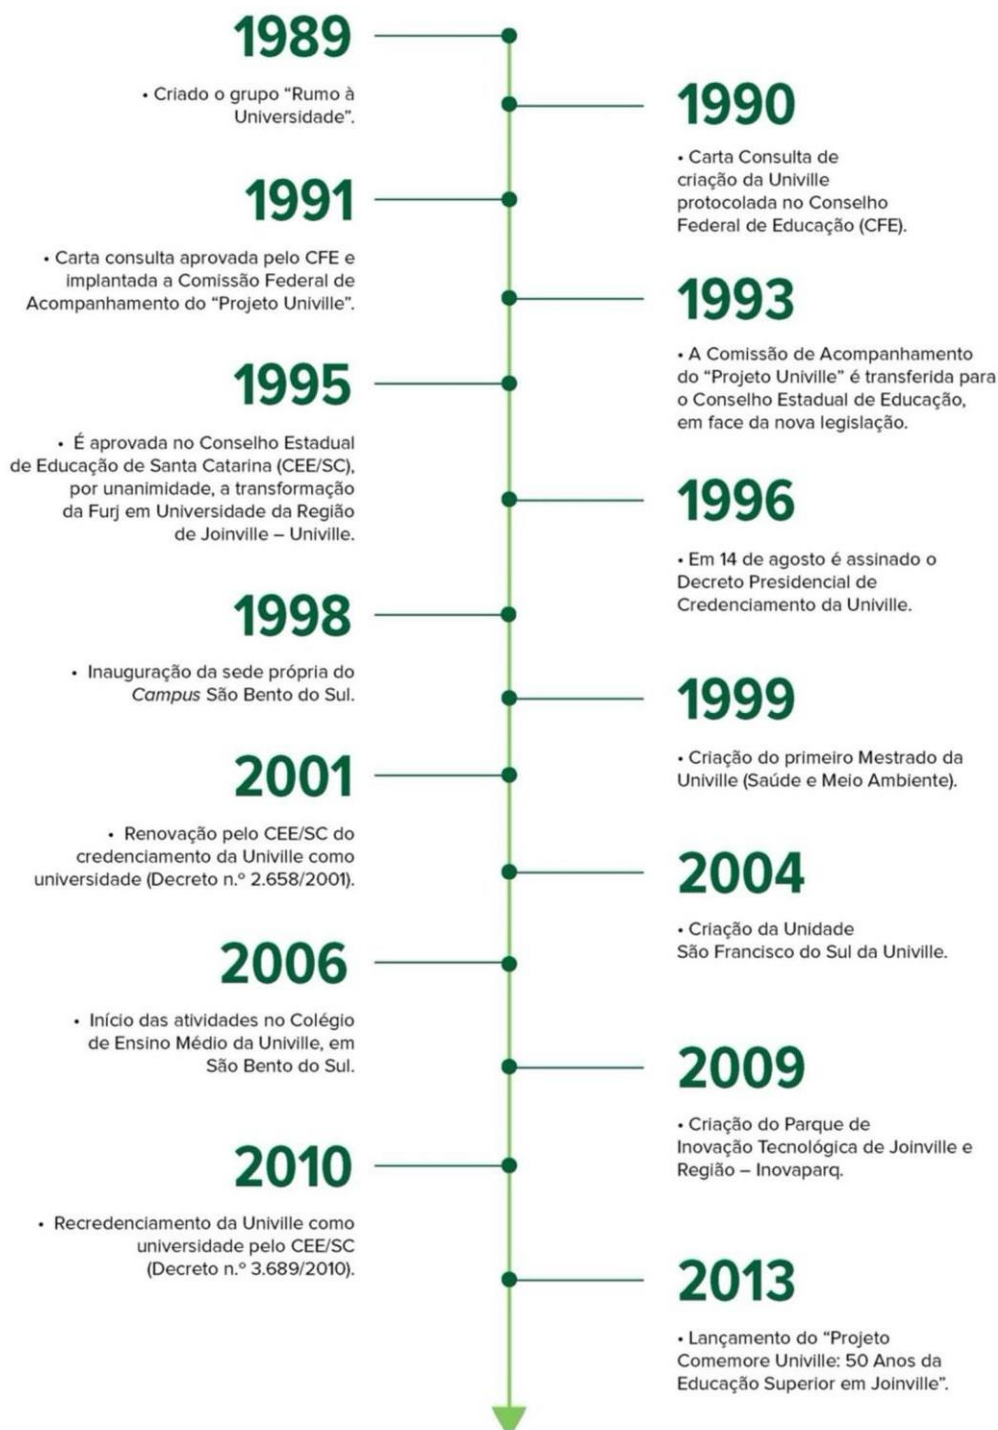 1989
• Criado o grupo “Rumo à
Universidade”.
1990
• Carta Consulta de
criação da Univille
protocolada no Conselho
Federal de Educação (CFE).
1991
• Carta consulta aprovada pelo CFE e
implantada a Comissão Federal de
Acompanhamento do “Projeto Univille”.
1993
• A Comissão de Acompanhamento
do “Projeto Univille” é transferida para
o Conselho Estadual de Educação,
em face da nova legislação.
1995
• É aprovada no Conselho Estadual
de Educação de Santa Catarina (CEE/SC),
por unanimidade, a transformação
da Furj em Universidade da Região
de Joinville – Univille.
1996
• Em 14 de agosto é assinado o
Decreto Presidencial de
Credenciamento da Univille.
1998
• Inauguração da sede própria do
Campus São Bento do Sul.
1999
• Criação do primeiro Mestrado da
Univille (Saúde e Meio Ambiente).
2001
• Renovação pelo CEE/SC do
credenciamento da Univille como
universidade (Decreto n.º 2.658/2001).
2004
• Criação da Unidade
São Francisco do Sul da Univille.
2006
• Início das atividades no Colégio
de Ensino Médio da Univille, em
São Bento do Sul.
2009
• Criação do Parque de
Inovação Tecnológica de Joinville e
Região – Inovaparq.
2010
• Recredenciamento da Univille como
universidade pelo CEE/SC
(Decreto n.º 3.689/2010).
2013
• Lançamento do “Projeto
Comemore Univille: 50 Anos da
Educação Superior em Joinville”.